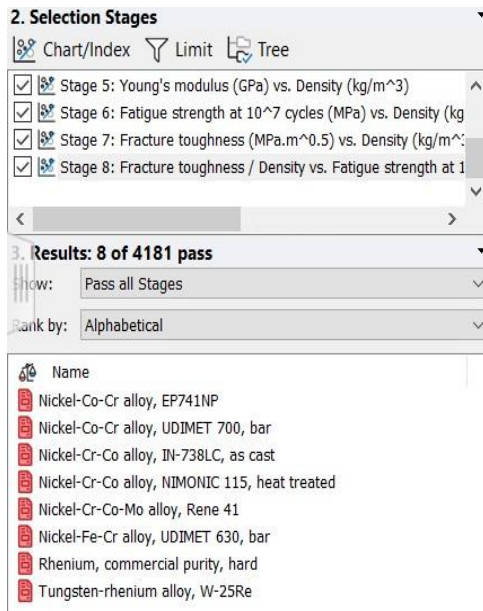 2. Selection Stages
Chart/Index Limit Tree
Stage 5: Young's modulus (GPa) vs. Density (kg/m^3)
Stage 6: Fatigue strength at 10^7 cycles (MPa) vs. Density (kg
Stage 7: Fracture toughness (MPa.m^0.5) vs. Density (kg/m^
Stage 8: Fracture toughness / Density vs. Fatigue strength at 1
3. Results: 8 of 4181 pass
Show: Pass all Stages
Rank by: Alphabetical
Name
Nickel-Co-Cr alloy, EP741NP
Nickel-Co-Cr alloy, UDIMET 700, bar
Nickel-Cr-Co alloy, IN-738LC, as cast
Nickel-Cr-Co alloy, NIMONIC 115, heat treated
Nickel-Cr-Co-Mo alloy, Rene 41
Nickel-Fe-Cr alloy, UDIMET 630, bar
Rhenium, commercial purity, hard
Tungsten-rhenium alloy, W-25Re